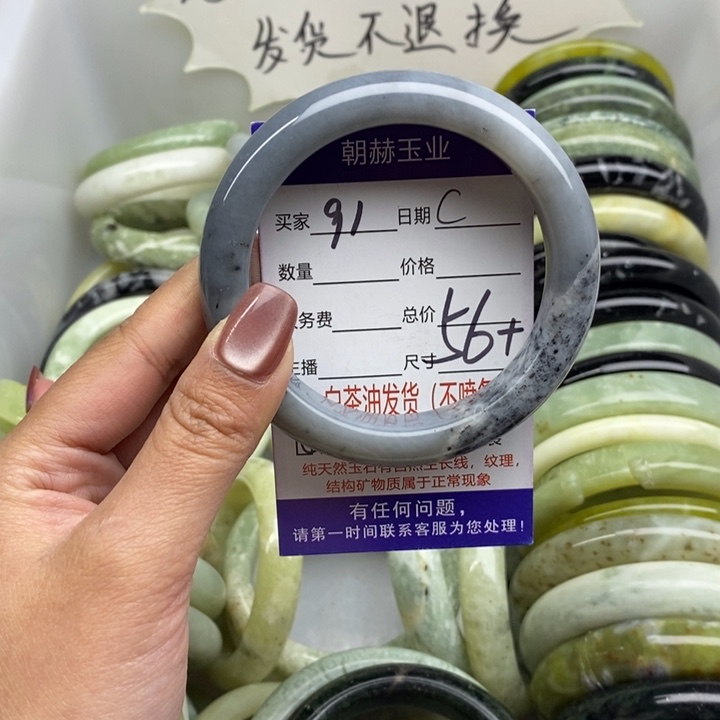 发货不退换
朝赫玉业
买家 91 日期 C
数量 价格
务费 总价
主播 尺寸 56+
白茶油发货（不喷
纯天然玉石有自然生长线，纹理，
结构矿物质属于正常现象
有任何问题，
请第一时间联系客服为您处理！